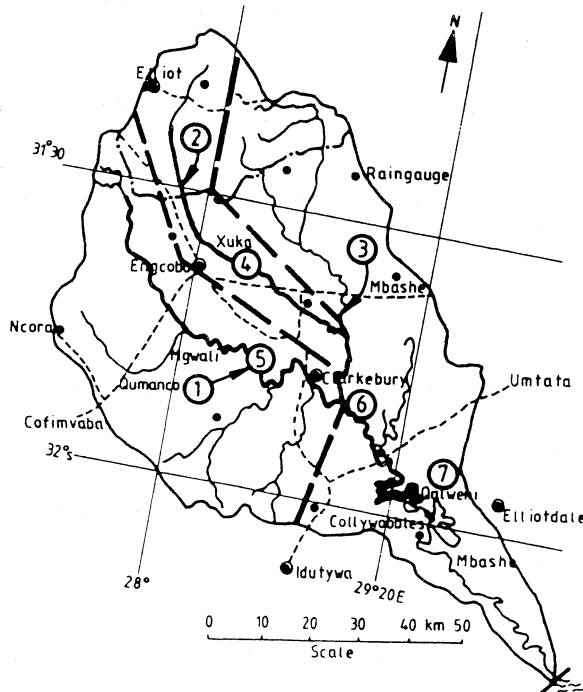 N
Elliot
2
31°30
Raingauge
Xuka
3
4
Engcobo
Mbashe
Ncora
Mgwali
5
Qumanco
1
Clarkebury
Umtata
6
Cofimvaba
32°s
7
Qalweni
Elliotdale
Collywobbles
Mbashe
Idutywa
28°
29°20E
0 10 20 30 40 km 50
Scale